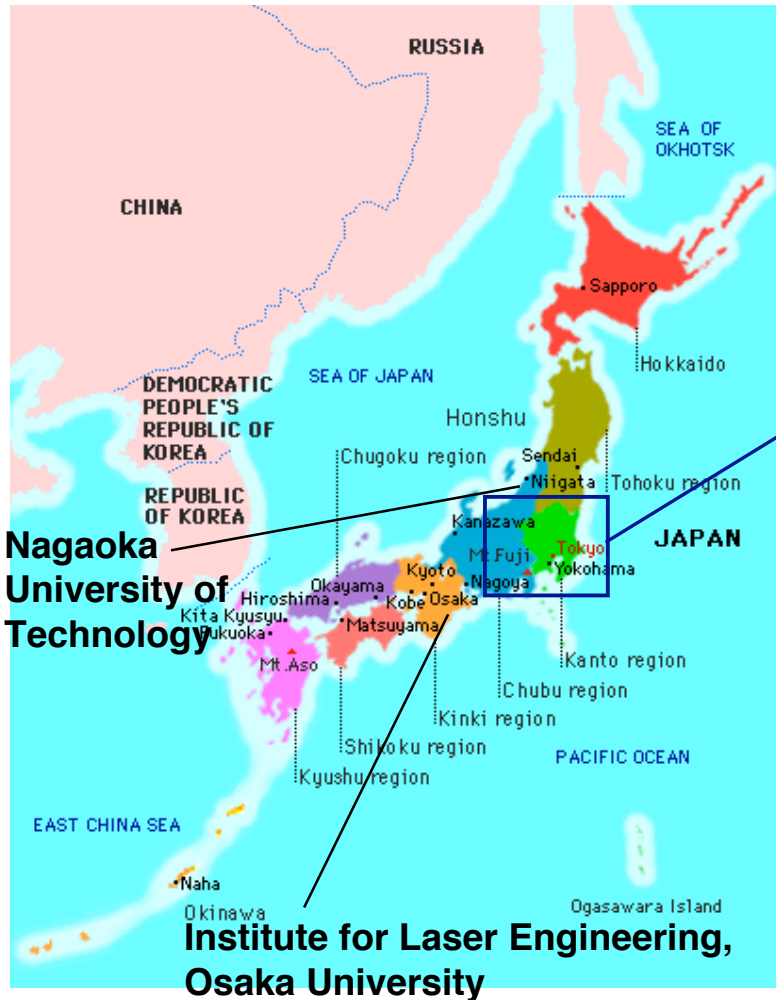 RUSSIA
SEA OF
OKHOTSK
CHINA
Sapporo
Hokkaido
SEA OF JAPAN
DEMOCRATIC
PEOPLE'S
REPUBLIC OF
KOREA
Honshu
Chugoku region
Sendai
Niigata
Tohoku region
REPUBLIC
OF KOREA
Kanazawa
JAPAN
Nagaoka
University of
Technology
Mt.Fuji
Tokyo
Yokohama
Kyoto
Nagoya
Okayama
Kobe
Osaka
Hiroshima
Kita Kyusyu
Matsuyama
Fukuoka
Mt.Aso
Kanto region
Chubu region
Kinki region
Shikoku region
Kyushu region
PACIFIC OCEAN
EAST CHINA SEA
Naha
Okinawa
Ogasawara Island
Institute for Laser Engineering,
Osaka University